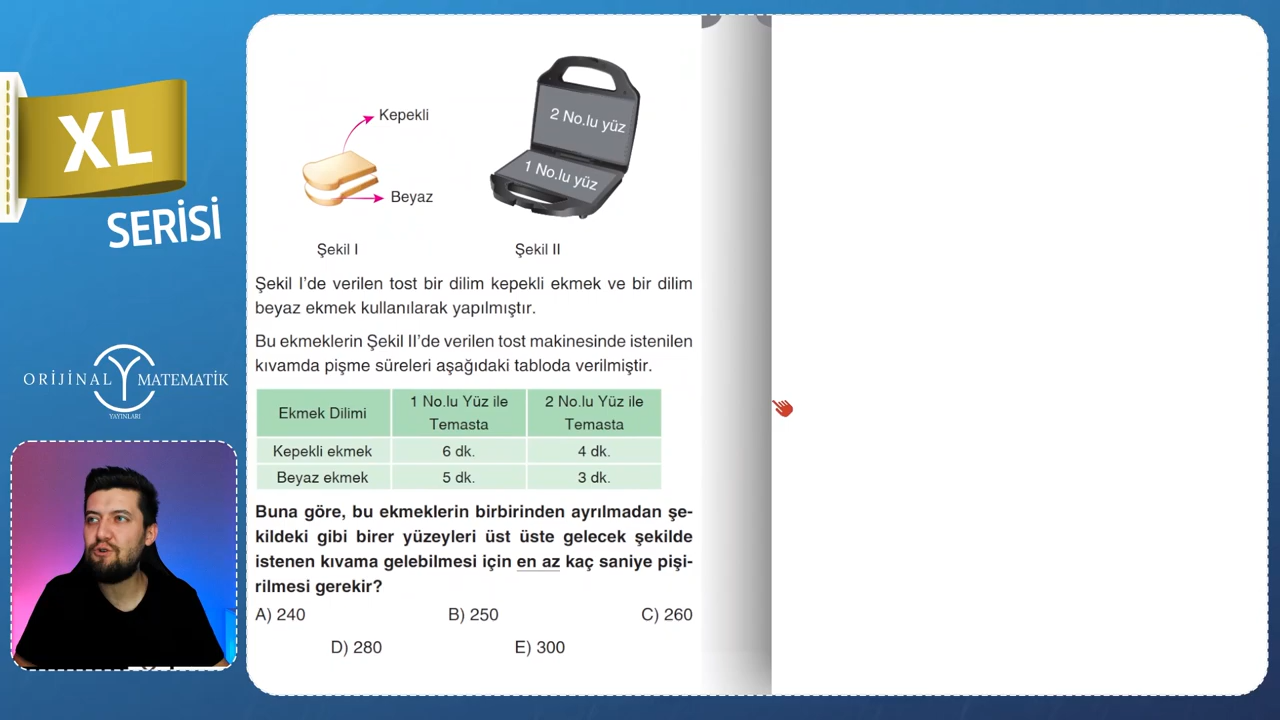 XL
SERİSİ
ORİJİNAL MATEMATİK
YAYINLARI
Kepekli
Beyaz
2 No.lu yüz
1 No.lu yüz
Şekil I
Şekil II
Şekil I'de verilen tost bir dilim kepekli ekmek ve bir dilim
beyaz ekmek kullanılarak yapılmıştır.
Bu ekmeklerin Şekil II'de verilen tost makinesinde istenilen
kıvamda pişme süreleri aşağıdaki tabloda verilmiştir.
Ekmek Dilimi
1 No.lu Yüz ile
Temasta
2 No.lu Yüz ile
Temasta
Kepekli ekmek 6 dk. 4 dk.
Beyaz ekmek 5 dk. 3 dk.
Buna göre, bu ekmeklerin birbirinden ayrılmadan şe-
kildeki gibi birer yüzeyleri üst üste gelecek şekilde
istenen kıvama gelebilmesi için en az kaç saniye pişi-
rilmesi gerekir?
A) 240 B) 250 C) 260
D) 280 E) 300